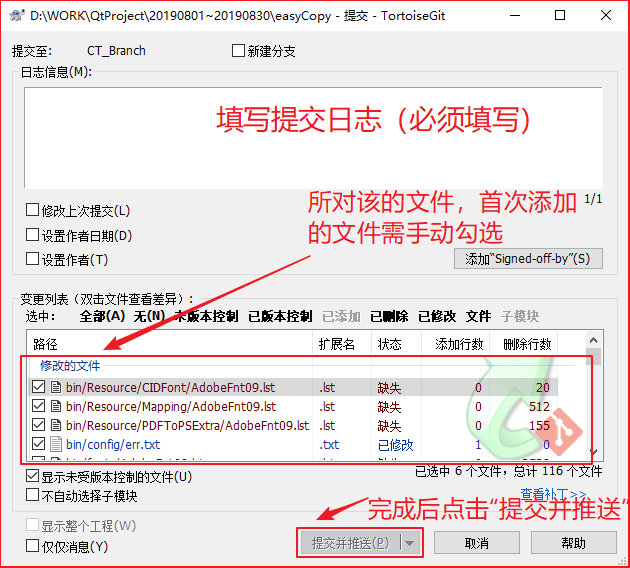 D:\WORK\QtProject\20190801~20190830\easyCopy - 提交 - TortoiseGit
提交至: CT_Branch 新建分支
日志信息(M):
填写提交日志（必须填写）
所对该的文件，首次添加
的文件需手动勾选
1/1
修改上次提交(L)
设置作者日期(D)
设置作者(T)
添加"Signed-off-by"(S)
变更列表（双击文件查看差异）:
选中: 全部(A) 无(N) 未版本控制 已版本控制 已添加 已删除 已修改 文件 子模块
路径 扩展名 状态 添加行数 删除行数
修改的文件
bin/Resource/CIDFont/AdobeFnt09.lst .lst 缺失 0 20
bin/Resource/Mapping/AdobeFnt09.lst .lst 缺失 0 512
bin/Resource/PDFToPSExtra/AdobeFnt09.lst .lst 缺失 0 155
bin/config/err.txt .txt 已修改 1 0
显示未受版本控制的文件(U)
已选中 6 个文件，总计 116 个文件
不自动选择子模块
查看补丁>>
完成后点击“提交并推送”
显示整个工程(W)
仅仅消息(Y)
提交并推送(P) 取消 帮助